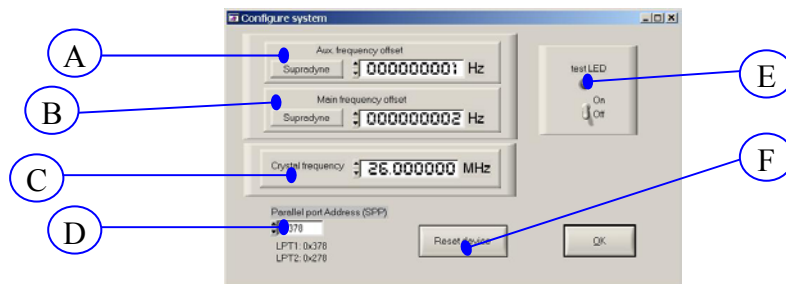 Configure system
A
Aux. frequency offset
Supradyne 000000001 Hz
B
Main frequency offset
Supradyne 000000002 Hz
test LED
E
On
Off
C
Crystal frequency 26.000000 MHz
F
D
Parallel port Address (SPP)
378
LPT1: 0x378
LPT2: 0x278
Reset device
OK